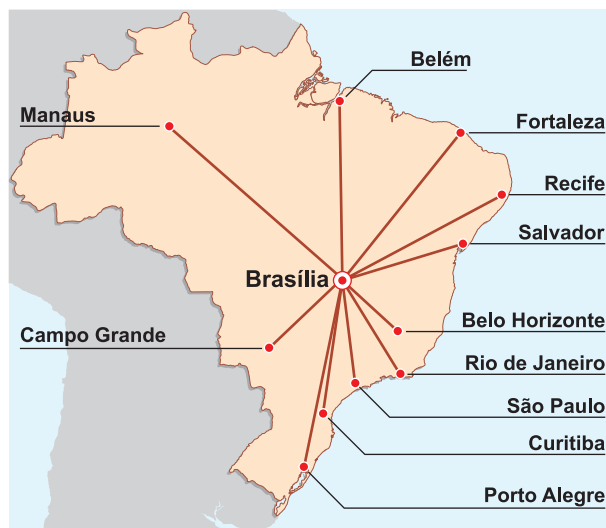 Belém
Manaus
Fortaleza
Recife
Salvador
Brasília
Belo Horizonte
Campo Grande
Rio de Janeiro
São Paulo
Curitiba
Porto Alegre